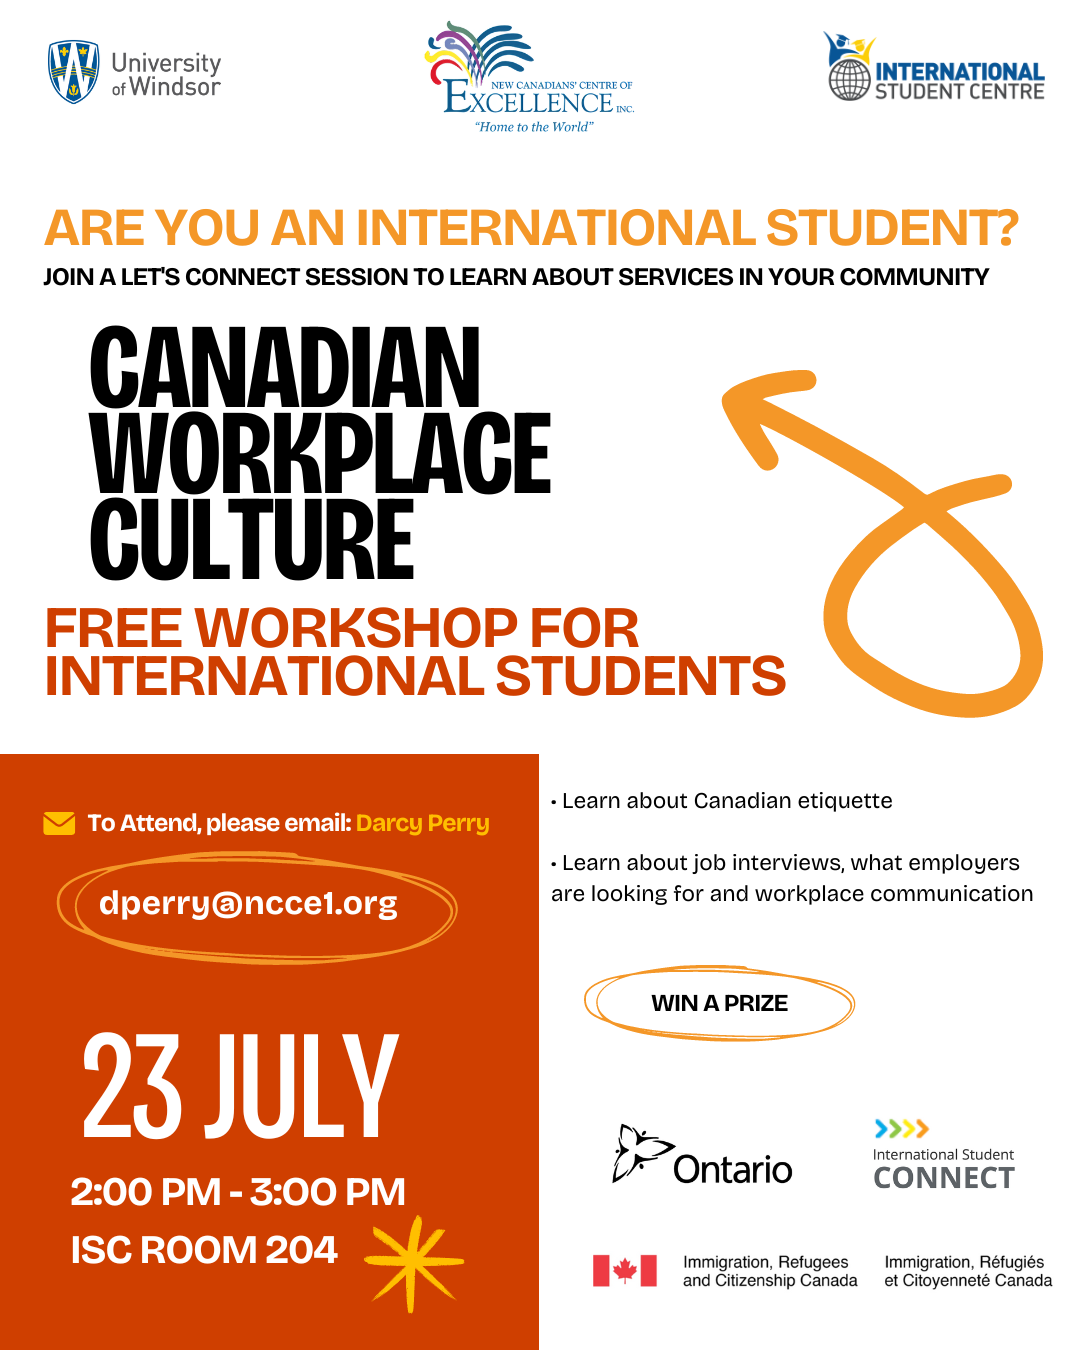 University
of Windsor
NEW CANADIANS' CENTRE OF
EXCELLENCE INC.
"Home to the World"
INTERNATIONAL
STUDENT CENTRE
ARE YOU AN INTERNATIONAL STUDENT?
JOIN A LET'S CONNECT SESSION TO LEARN ABOUT SERVICES IN YOUR COMMUNITY
CANADIAN
WORKPLACE
CULTURE
FREE WORKSHOP FOR
INTERNATIONAL STUDENTS
To Attend, please email: Darcy Perry
dperry@ncce1.org
23 JULY
2:00 PM - 3:00 PM
ISC ROOM 204
• Learn about Canadian etiquette
• Learn about job interviews, what employers
are looking for and workplace communication
WIN A PRIZE
Ontario
International Student
CONNECT
Immigration, Refugees
and Citizenship Canada
Immigration, Réfugiés
et Citoyenneté Canada